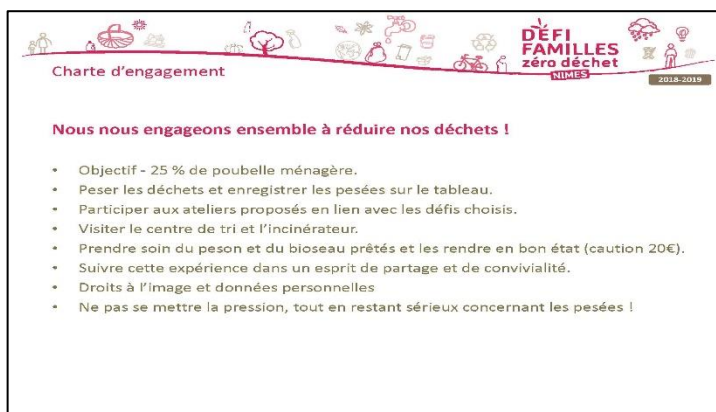 DÉFI
FAMILLES
zéro déchet
NIMES
Charte d'engagement
2018-2019
Nous nous engageons ensemble à réduire nos déchets !
• Objectif - 25 % de poubelle ménagère.
• Peser les déchets et enregistrer les pesées sur le tableau.
• Participer aux ateliers proposés en lien avec les défis choisis.
• Visiter le centre de tri et l'incinérateur.
• Prendre soin du peson et du bioseau prêtés et les rendre en bon état (caution 20€).
• Suivre cette expérience dans un esprit de partage et de convivialité.
• Droits à l'image et données personnelles
• Ne pas se mettre la pression, tout en restant sérieux concernant les pesées !